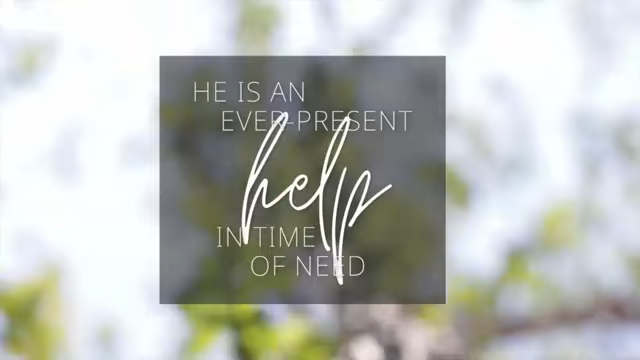 HE IS AN
EVER-PRESENT
help
IN TIME
OF NEED